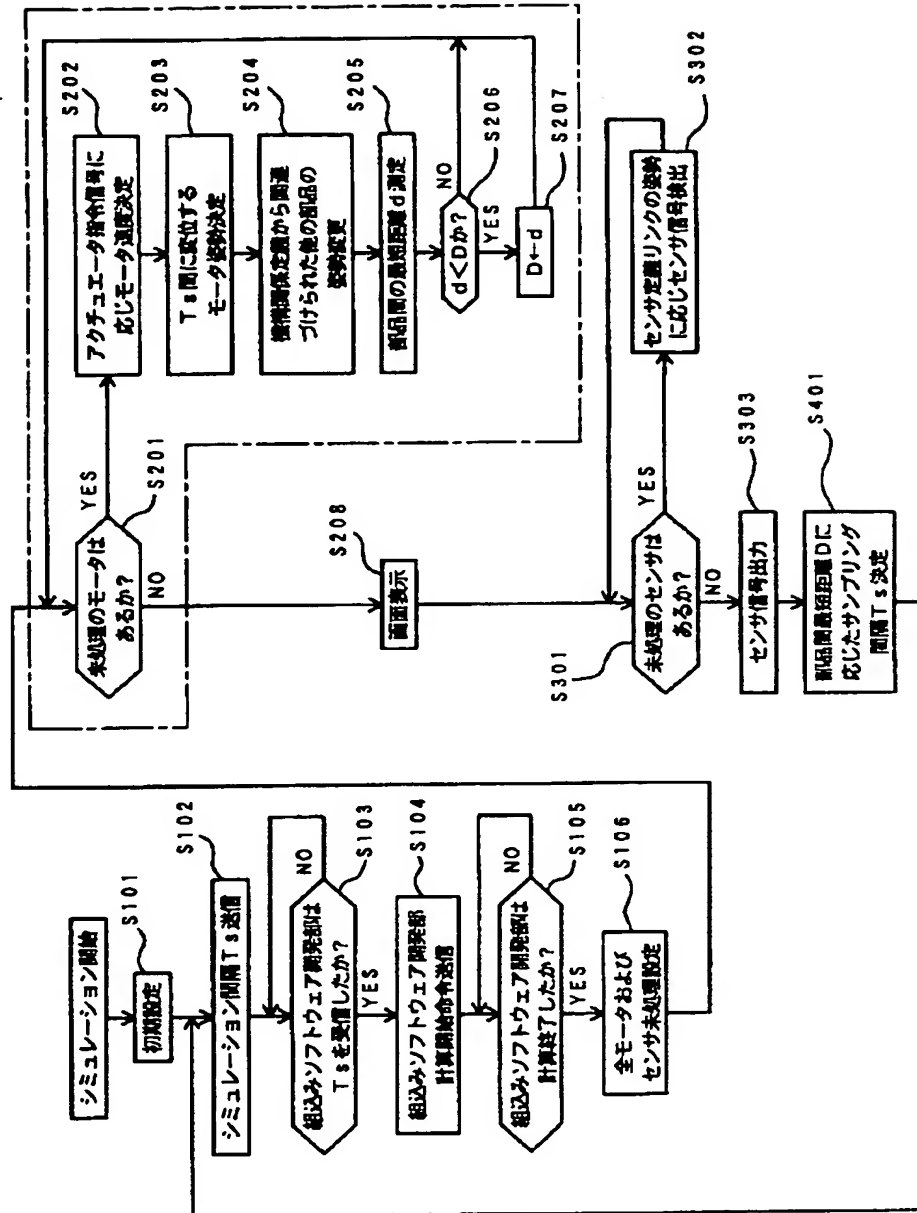 シミュレーション開始
S101
初期設定
S102
シミュレーション間隔Ts送信
NO
S103
組込みソフトウェア開発部は
Tsを受信したか?
YES
S104
組込みソフトウェア開発部
計算開始命令送信
NO
S105
組込みソフトウェア開発部は
計算終了したか?
YES
S106
全モータおよび
センサ未処理設定
未処理のモータは
あるか?
YES
S201
NO
S202
アクチュエータ指令信号に
応じモータ速度決定
S203
Ts間に変位する
モータ姿勢決定
S204
機構関係定義から関連
づけられた他の部品の
姿勢変更
S205
部品間の最短距離d測定
NO
S206
d<Dか?
YES
S207
D←d
S208
画面表示
S301
未処理のセンサは
あるか?
YES
NO
S302
センサ定義リンクの姿勢
に応じセンサ信号検出
S303
センサ信号出力
S401
部品間最短距離Dに
応じたサンプリング
間隔Ts決定